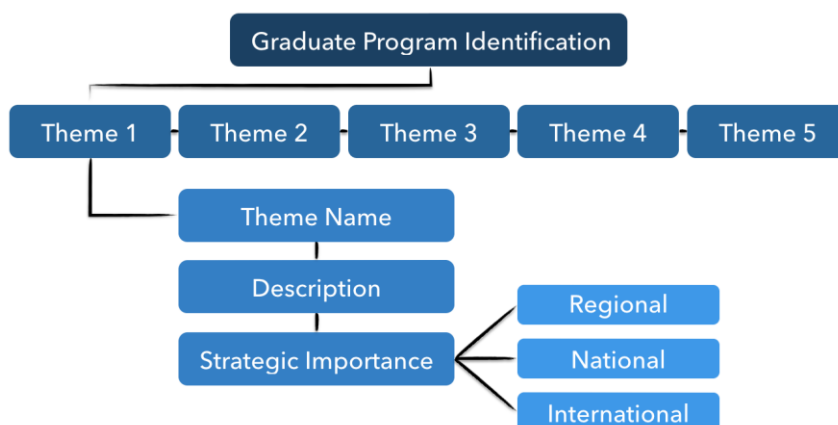 Graduate Program Identification
Theme 1
Theme 2
Theme 3
Theme 4
Theme 5
Theme Name
Description
Strategic Importance
Regional
National
International